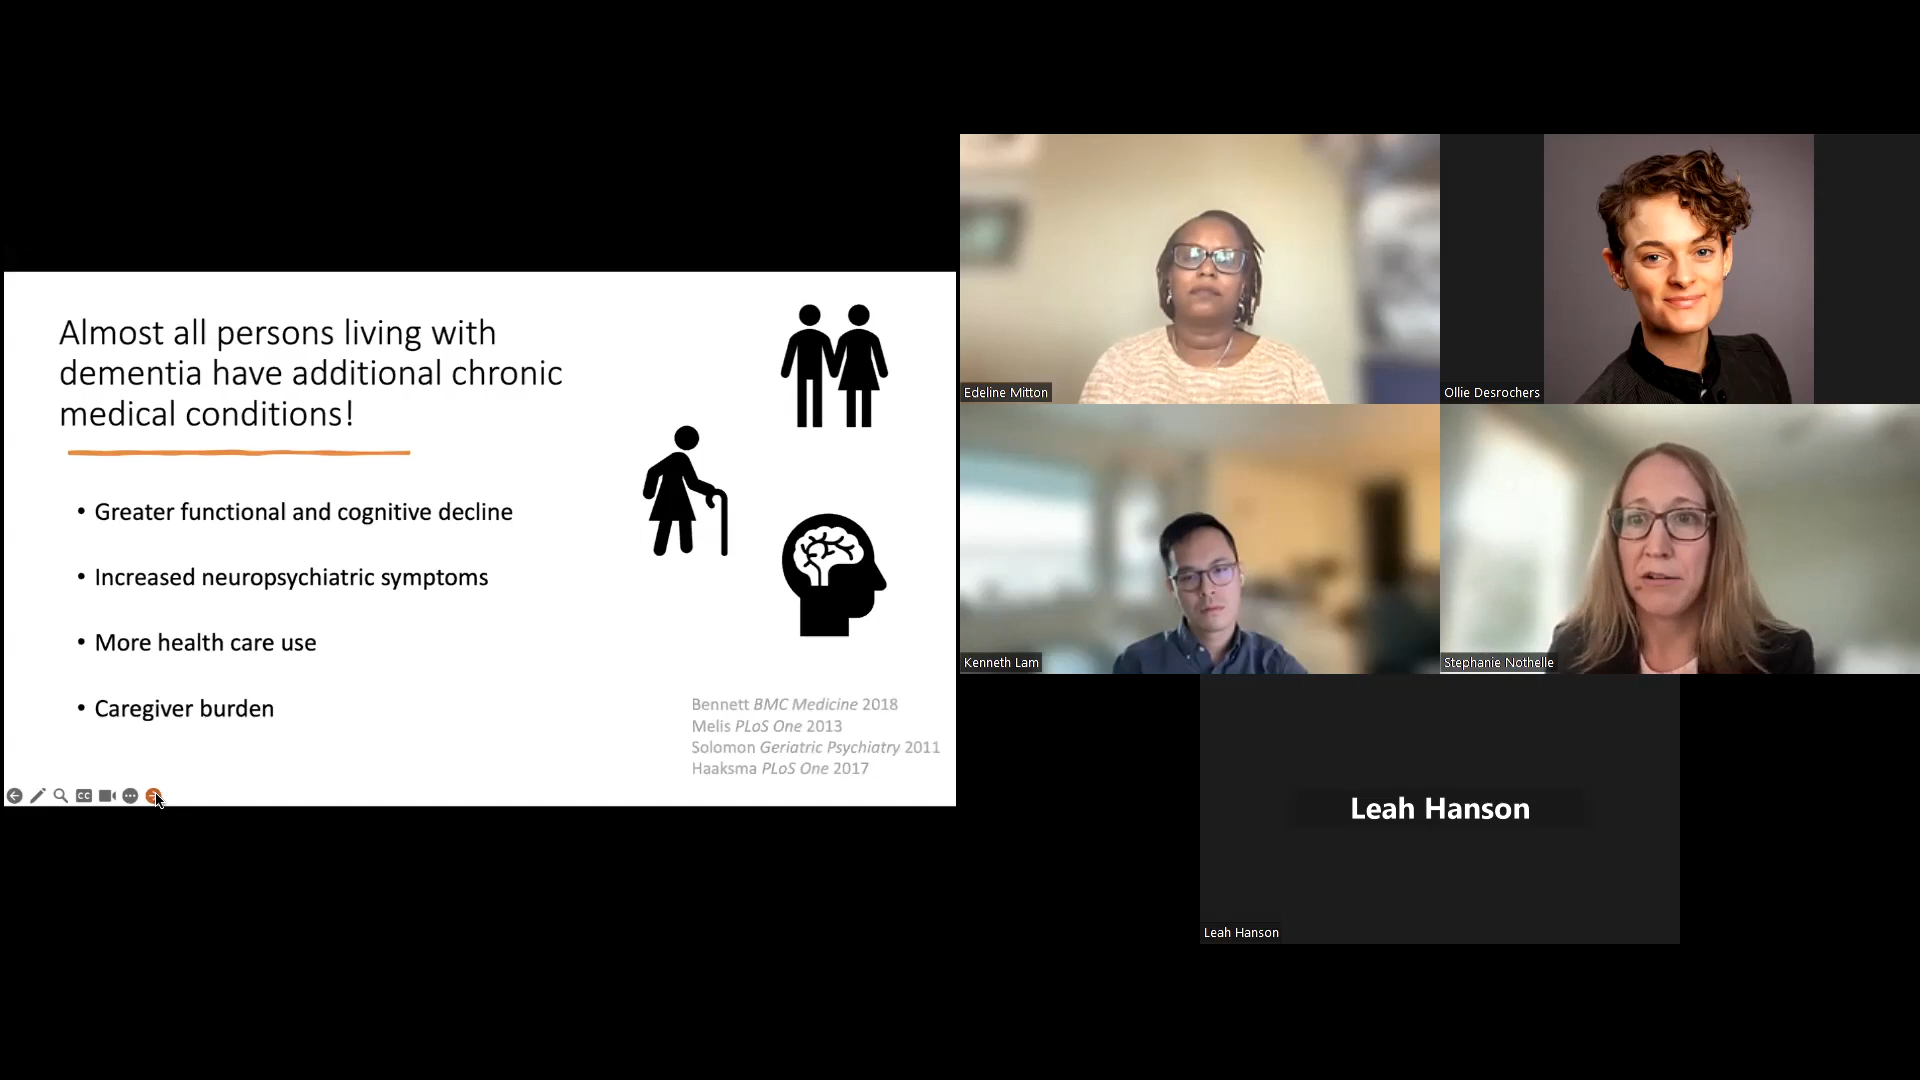 Almost all persons living with
dementia have additional chronic
medical conditions!
• Greater functional and cognitive decline
• Increased neuropsychiatric symptoms
• More health care use
• Caregiver burden
Bennett BMC Medicine 2018
Melis PLoS One 2013
Solomon Geriatric Psychiatry 2011
Haaksma PLoS One 2017
CC
Edeline Mitton
Ollie Desrochers
Kenneth Lam
Stephanie Nothelle
Leah Hanson
Leah Hanson